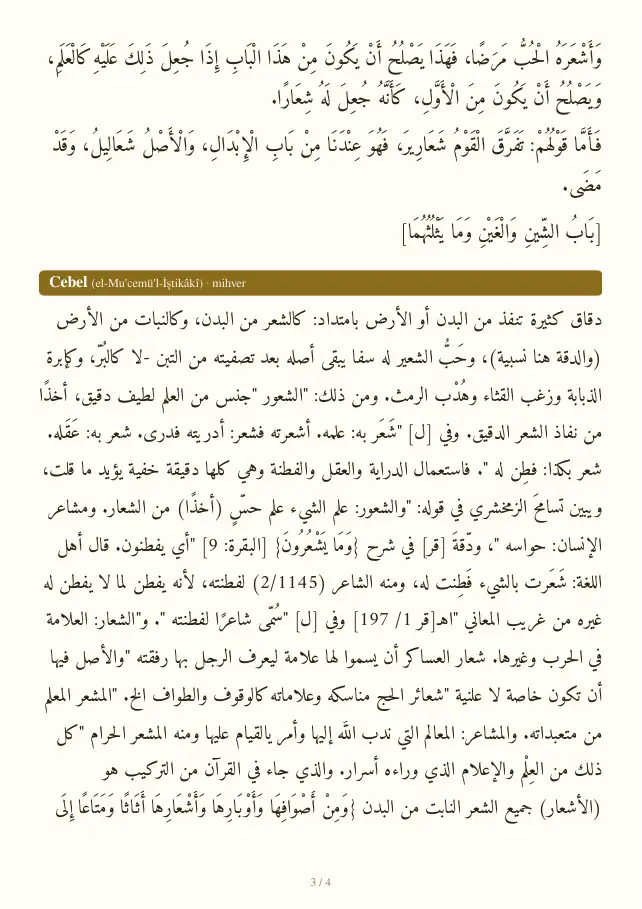 وَأَشْعَرَهُ الْحُبُّ مَرَضًا، فَهَذَا يَصْلُحُ أَنْ يَكُونَ مِنْ هَذَا الْبَابِ إِذَا جُعِلَ ذَلِكَ عَلَيْهِ كَالْعَلَمِ،
وَيَصْلُحُ أَنْ يَكُونَ مِنَ الْأَوَّلِ، كَأَنَّهُ جُعِلَ لَهُ شِعَارًا.
فَأَمَّا قَوْلُهُمْ: تَفَرَّقَ الْقَوْمُ شَعَارِيرَ، فَهُوَ عِنْدَنَا مِنْ بَابِ الْإِبْدَالِ، وَالْأَصْلُ شَعَالِيلُ، وَقَدْ
مَضَى.
[بَابُ الشِّينِ وَالْغَيْنِ وَمَا يَثْلُثُهُمَا]
Cebel (el-Mu'cemü'l-İştikâkî) · mihver
دقاق كثيرة تنفذ من البدن أو الأرض بامتداد: كالشعر من البدن، وكالنبات من الأرض
(والدقة هنا نسبية)، وحَبُّ الشعير له سفا يبقى أصله بعد تصفيته من التبن -لا كالبُرّ، وكإبرة
الذبابة وزغب القثاء وهُدْب الرمث. ومن ذلك: "الشعور "جنس من العلم لطيف دقيق، أخذًا
من نفاذ الشعر الدقيق. وفي [ل] "شَعَر به: علمه. أشعرته فشعر: أدريته فدرى. شعر به: عَقَله.
شعر بكذا: فطِن له ". فاستعمال الدراية والعقل والفطنة وهي كلها دقيقة خفية يؤيد ما قلت،
ويبين تسامحَ الزمخشري في قوله: "والشعور: علم الشيء علم حسّ (أخذًا) من الشعار. ومشاعر
الإنسان: حواسه "، ودّقةَ [قر] في شرح {وَمَا يَشْعُرُونَ} [البقرة: 9] "أي يفطنون. قال أهل
اللغة: شَعَرت بالشيء فَطِنت له، ومنه الشاعر (2/1145) لفطنته، لأنه يفطن لما لا يفطن له
غيره من غريب المعاني "اهـ[قر 1/ 197] وفي [ل] "سُمّى شاعرًا لفطنته ". و"الشعار: العلامة
في الحرب وغيرها. شعار العساكر أن يسموا لها علامة ليعرف الرجل بها رفقته "والأصل فيها
أن تكون خاصة لا علنية "شعائر الحج مناسكه وعلاماته كالوقوف والطواف الخ. "المشعر المعلم
من متعبداته. والمشاعر: المعالم التي ندب الله إليها وأمر يالقيام عليها ومنه المشعر الحرام "كل
ذلك من العِلْم والإعلام الذي وراءه أسرار. والذي جاء في القرآن من التركيب هو
(الأشعار) جميع الشعر النابت من البدن {وَمِنْ أَصْوَافِهَا وَأَوْبَارِهَا وَأَشْعَارِهَا أَثَاثًا وَمَتَاعًا إِلَى
3 / 4